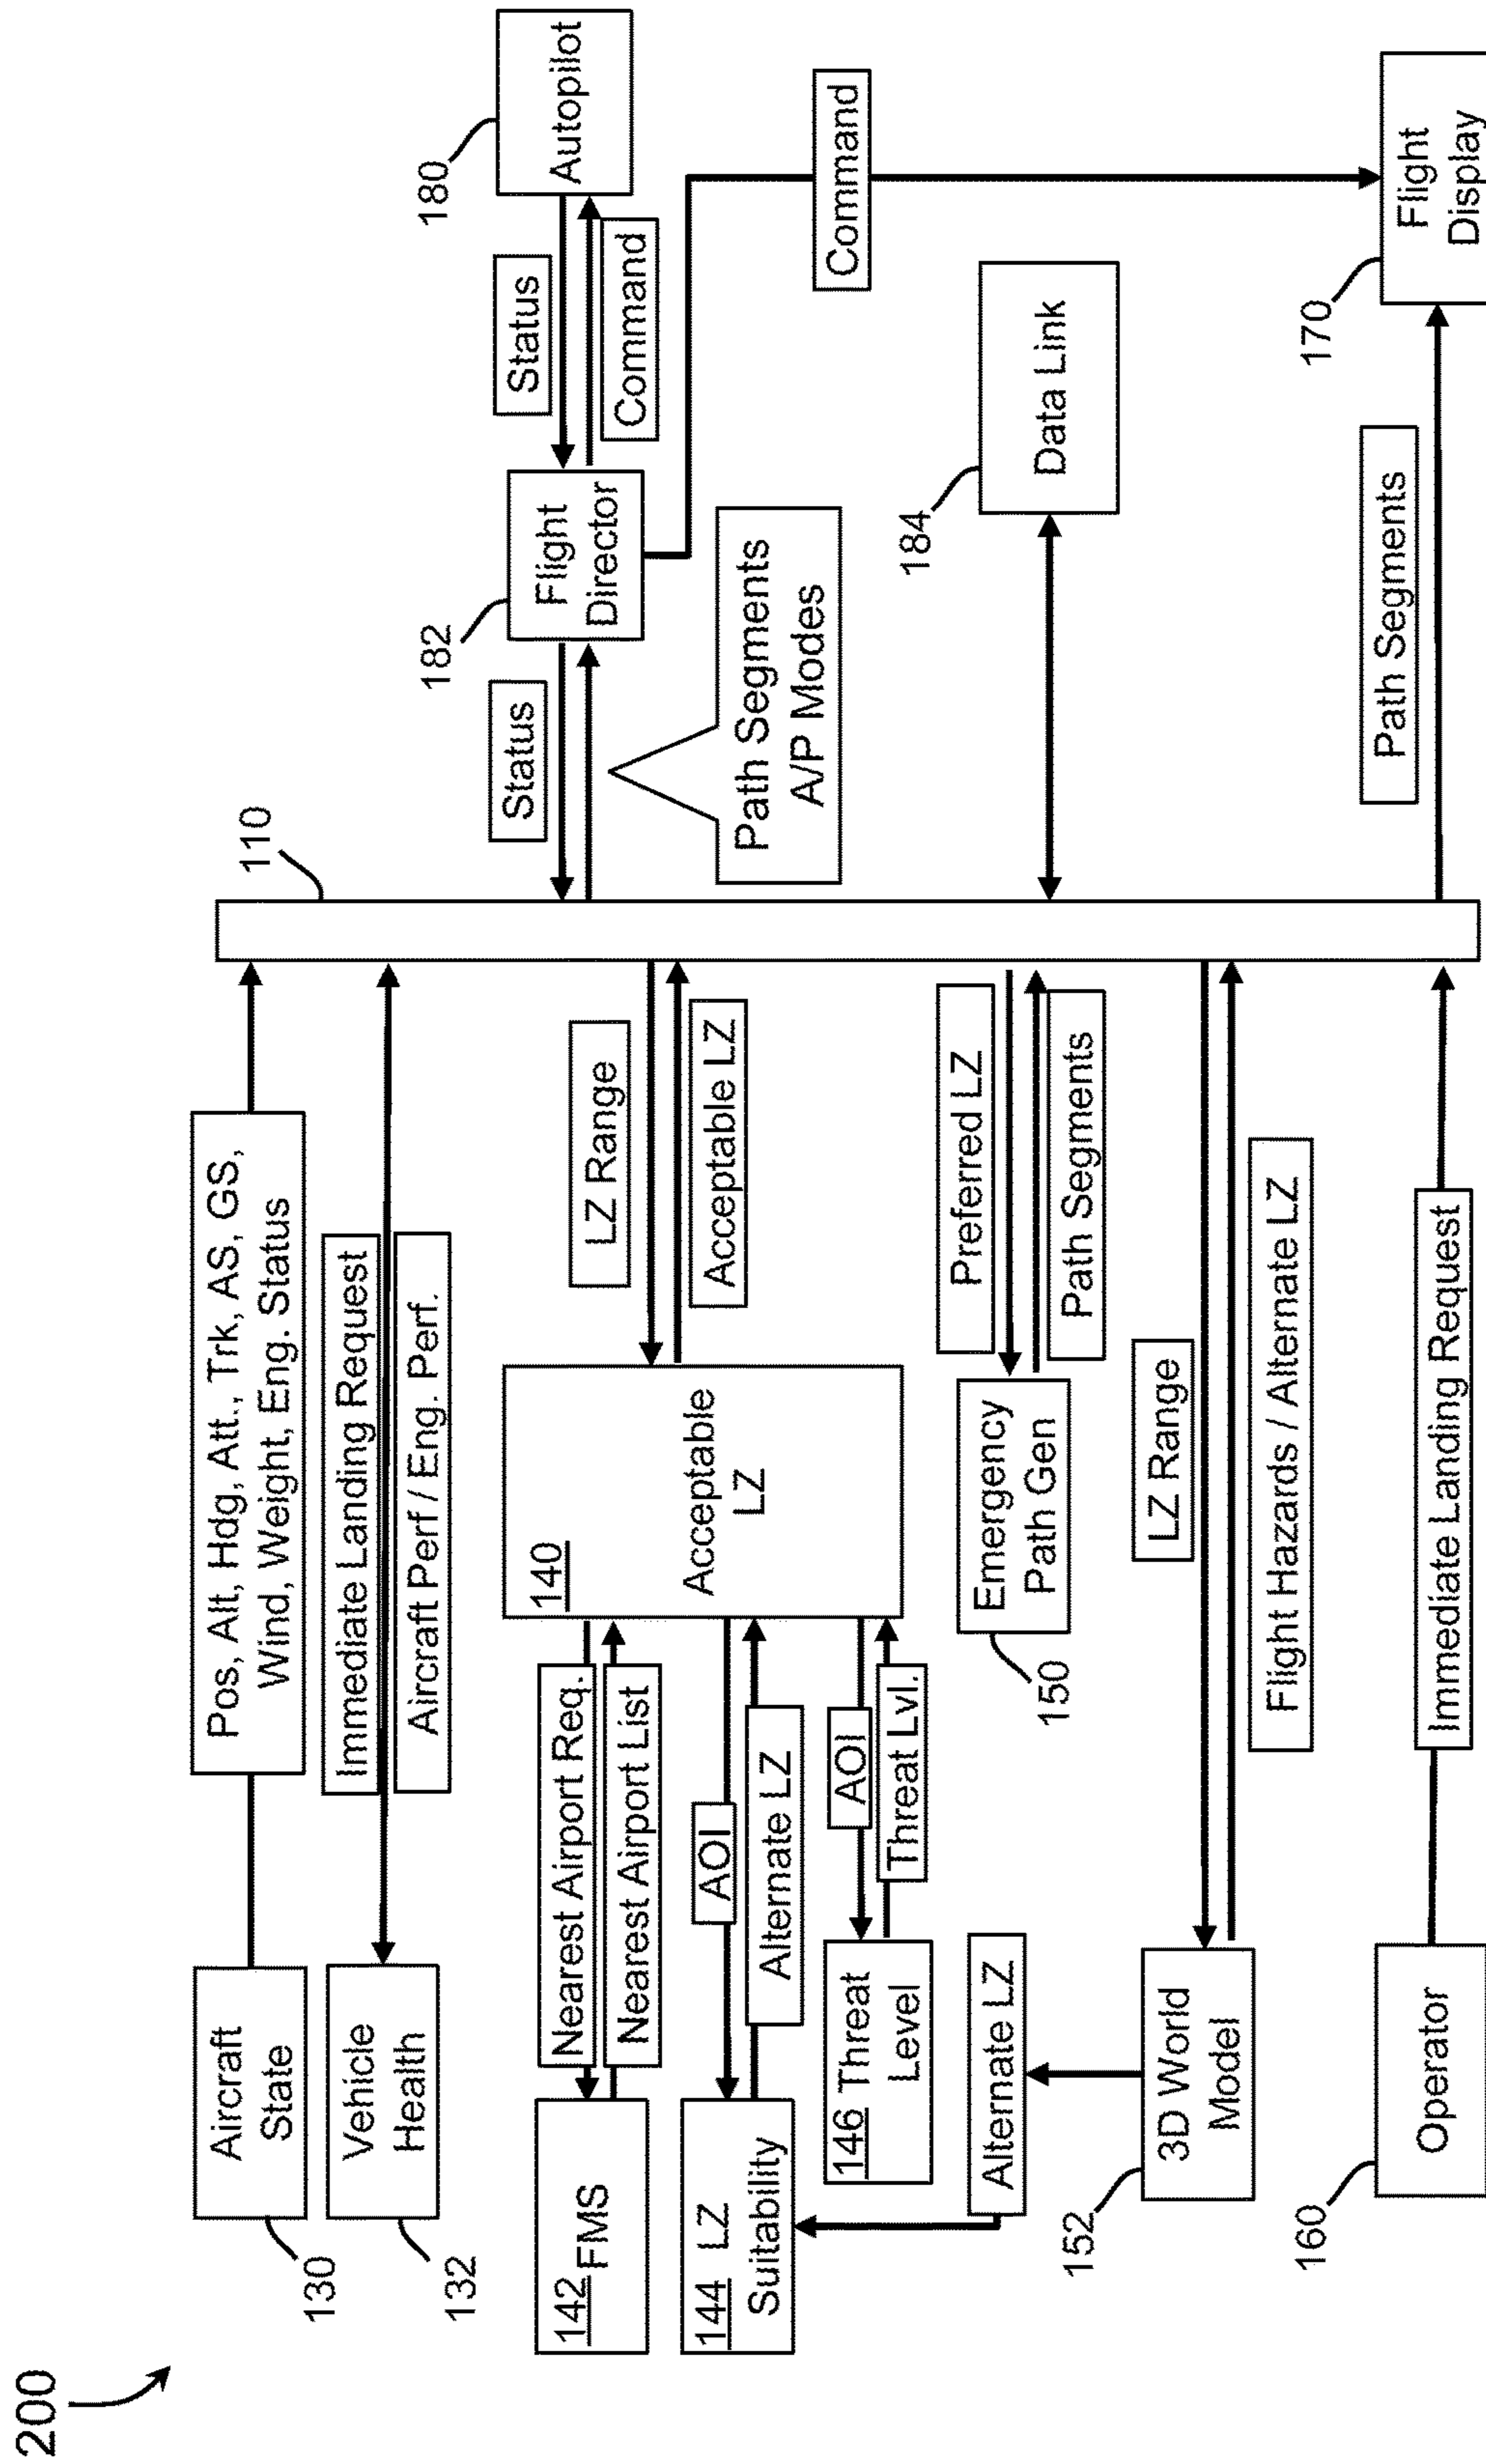 200
Aircraft
State
130
Pos, Alt, Hdg, Att., Trk, AS, GS,
Wind, Weight, Eng. Status
110
Vehicle
Health
132
Immediate Landing Request
Aircraft Perf / Eng. Perf.
142 FMS
Nearest Airport Req.
Nearest Airport List
140
Acceptable
LZ
LZ Range
Acceptable LZ
Status
Path Segments
A/P Modes
182
Flight
Director
Status
Command
180
Autopilot
Command
144 LZ
Suitability
AOI
Alternate LZ
146 Threat
Level
AOI
Threat Lvl.
Emergency
Path Gen
150
Preferred LZ
Path Segments
184
Data Link
Alternate LZ
152
3D World
Model
LZ Range
Flight Hazards / Alternate LZ
160
Operator
Immediate Landing Request
Path Segments
170
Flight
Display